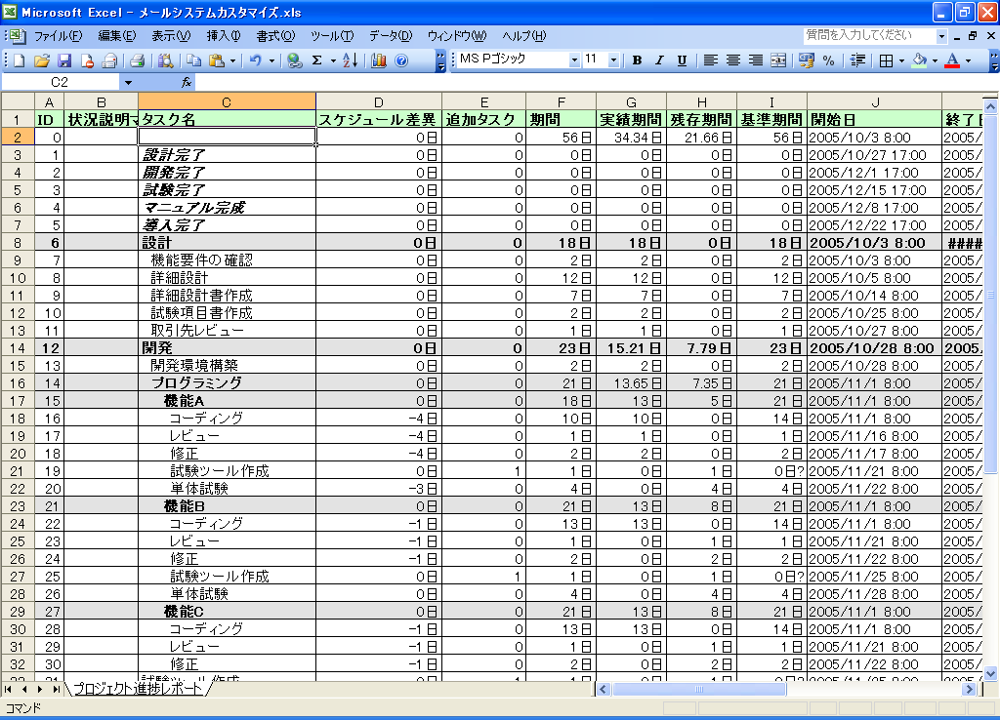 Microsoft Excel - メールシステムカスタマイズ.xls
ファイル(F) 編集(E) 表示(V) 挿入(I) 書式(O) ツール(T) データ(D) ウィンドウ(W) ヘルプ(H) 質問を入力してください
MS Pゴシック 11 B I U %
C2 fx
A B C D E F G H I J
1 ID 状況説明マ タスク名 スケジュール差異 追加タスク 期間 実績期間 残存期間 基準期間 開始日 終了日
2 0 0日 0 56日 34.34日 21.66日 56日 2005/10/3 8:00 2005/
3 1 設計完了 0日 0 0日 0日 0日 0日 2005/10/27 17:00 2005/
4 2 開発完了 0日 0 0日 0日 0日 0日 2005/12/1 17:00 2005/
5 3 試験完了 0日 0 0日 0日 0日 0日 2005/12/15 17:00 2005/
6 4 マニュアル完成 0日 0 0日 0日 0日 0日 2005/12/8 17:00 2005/
7 5 導入完了 0日 0 0日 0日 0日 0日 2005/12/22 17:00 2005/
8 6 設計 0日 0 18日 18日 0日 18日 2005/10/3 8:00 ####
9 7 機能要件の確認 0日 0 2日 2日 0日 2日 2005/10/3 8:00 2005/
10 8 詳細設計 0日 0 12日 12日 0日 12日 2005/10/5 8:00 2005/
11 9 詳細設計書作成 0日 0 7日 7日 0日 7日 2005/10/14 8:00 2005/
12 10 試験項目書作成 0日 0 2日 2日 0日 2日 2005/10/25 8:00 2005/
13 11 取引先レビュー 0日 0 1日 1日 0日 1日 2005/10/27 8:00 2005/
14 12 開発 0日 0 23日 15.21日 7.79日 23日 2005/10/28 8:00 2005/
15 13 開発環境構築 0日 0 2日 2日 0日 2日 2005/10/28 8:00 2005/
16 14 プログラミング 0日 0 21日 13.65日 7.35日 21日 2005/11/1 8:00 2005/
17 15 機能A 0日 0 18日 13日 5日 21日 2005/11/1 8:00 2005/
18 16 コーディング -4日 0 10日 10日 0日 14日 2005/11/1 8:00 2005/
19 17 レビュー -4日 0 1日 1日 0日 1日 2005/11/16 8:00 2005/
20 18 修正 -4日 0 2日 2日 0日 2日 2005/11/17 8:00 2005/
21 19 試験ツール作成 0日 1 1日 0日 1日 0日? 2005/11/21 8:00 2005/
22 20 単体試験 -3日 0 4日 0日 4日 4日 2005/11/22 8:00 2005/
23 21 機能B 0日 0 21日 13日 8日 21日 2005/11/1 8:00 2005/
24 22 コーディング -1日 0 13日 13日 0日 14日 2005/11/1 8:00 2005/
25 23 レビュー -1日 0 1日 0日 1日 1日 2005/11/21 8:00 2005/
26 24 修正 -1日 0 2日 0日 2日 2日 2005/11/22 8:00 2005/
27 25 試験ツール作成 0日 1 1日 0日 1日 0日? 2005/11/25 8:00 2005/
28 26 単体試験 0日 0 4日 0日 4日 4日 2005/11/28 8:00 2005/
29 27 機能C 0日 0 21日 13日 8日 21日 2005/11/1 8:00 2005/
30 28 コーディング -1日 0 13日 13日 0日 14日 2005/11/1 8:00 2005/
31 29 レビュー -1日 0 1日 0日 1日 1日 2005/11/21 8:00 2005/
32 30 修正 -1日 0 2日 0日 2日 2日 2005/11/22 8:00 2005/
プロジェクト進捗レポート
コマンド